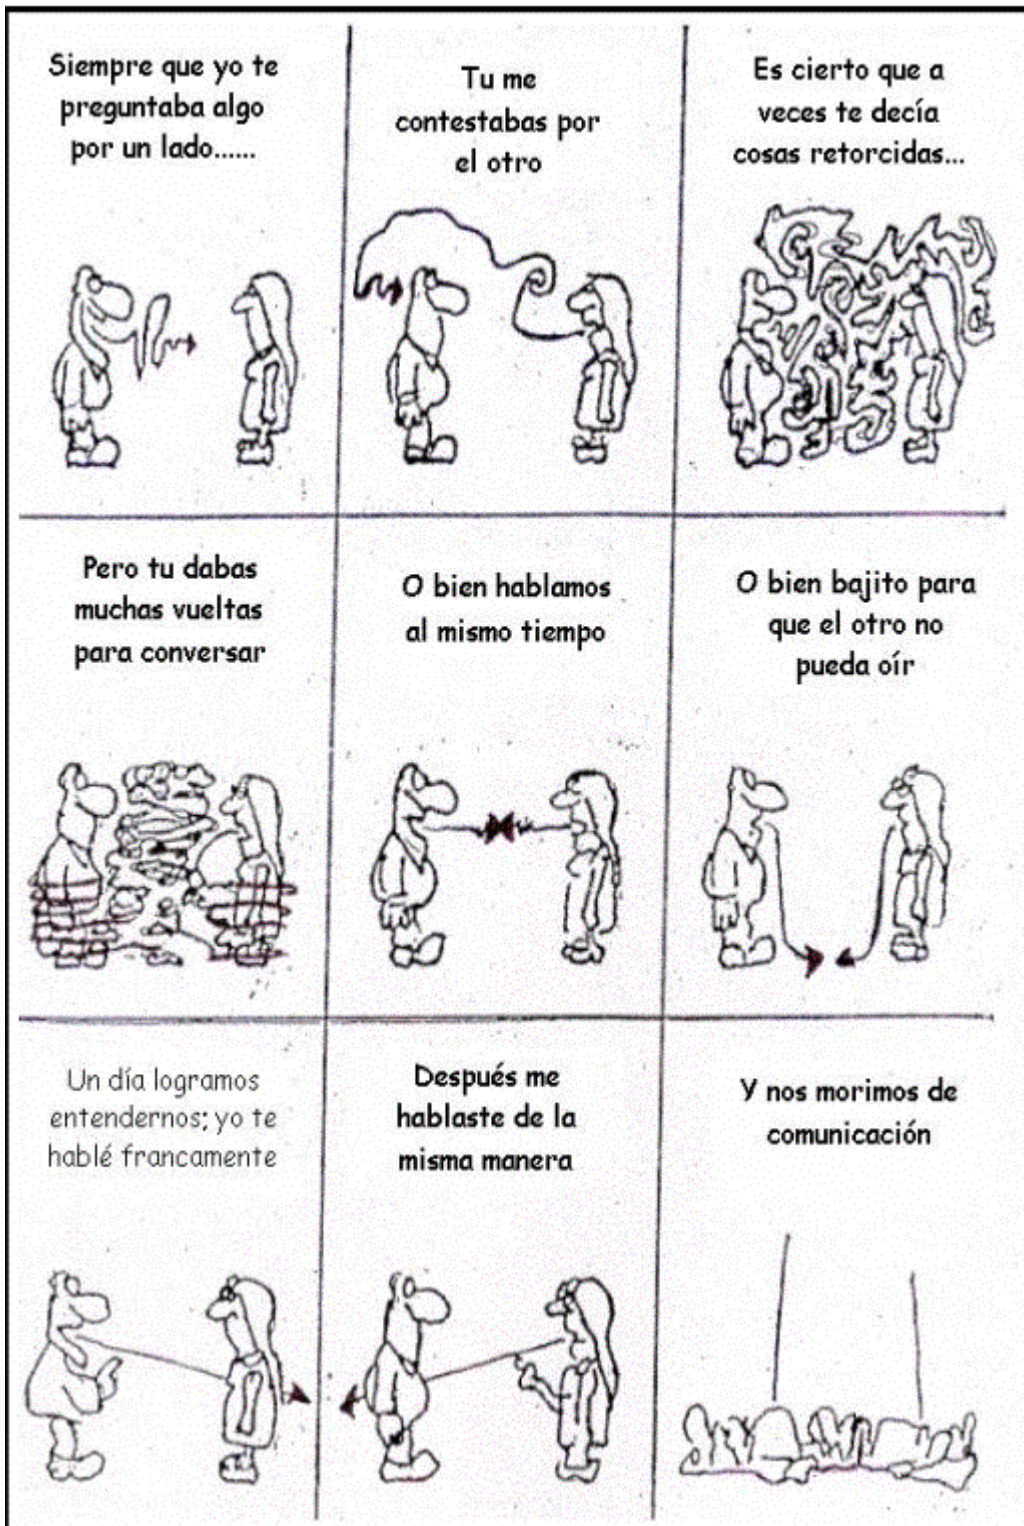 Siempre que yo te
preguntaba algo
por un lado......
Tu me
contestabas por
el otro
Es cierto que a
veces te decía
cosas retorcidas...
Pero tu dabas
muchas vueltas
para conversar
O bien hablamos
al mismo tiempo
O bien bajito para
que el otro no
pueda oír
Un día logramos
entendernos; yo te
hablé francamente
Después me
hablaste de la
misma manera
Y nos morimos de
comunicación